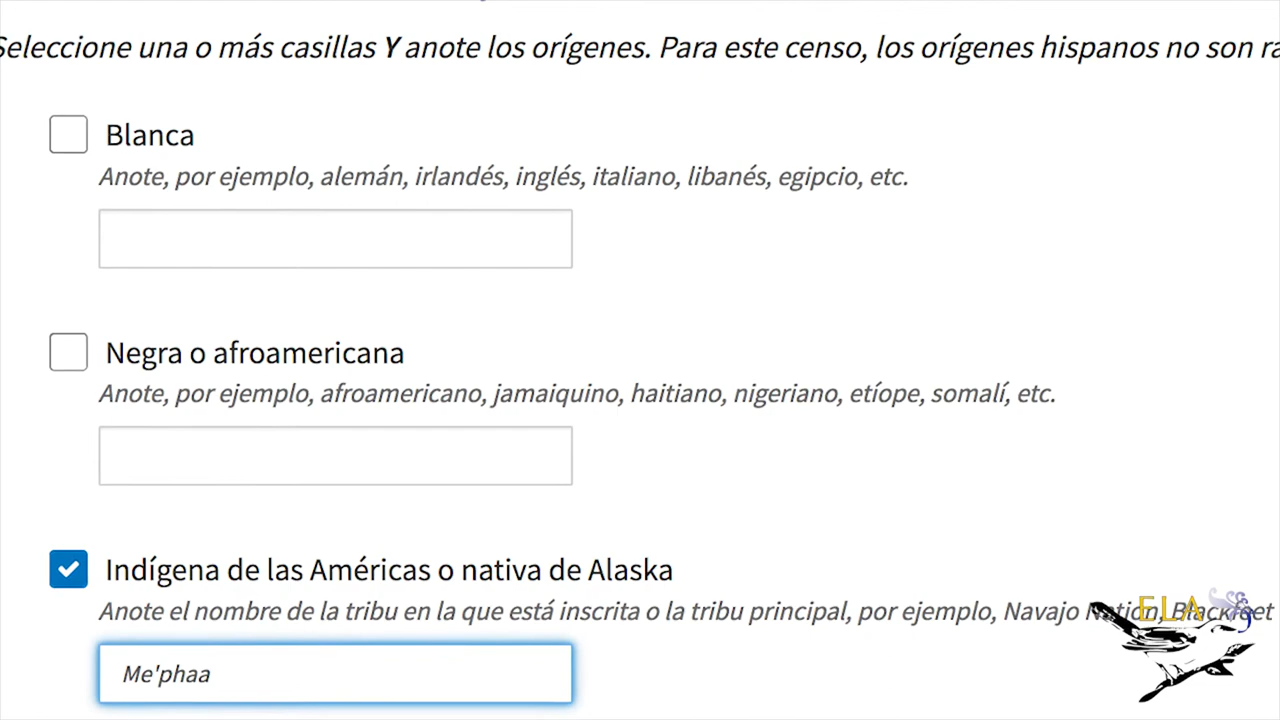 Seleccione una o más casillas Y anote los orígenes. Para este censo, los orígenes hispanos no son ra
Blanca
Anote, por ejemplo, alemán, irlandés, inglés, italiano, libanés, egipcio, etc.
Negra o afroamericana
Anote, por ejemplo, afroamericano, jamaiquino, haitiano, nigeriano, etíope, somalí, etc.
Indígena de las Américas o nativa de Alaska
Anote el nombre de la tribu en la que está inscrita o la tribu principal, por ejemplo, Navajo Nation, Blackfeet
ELA
Me'phaa